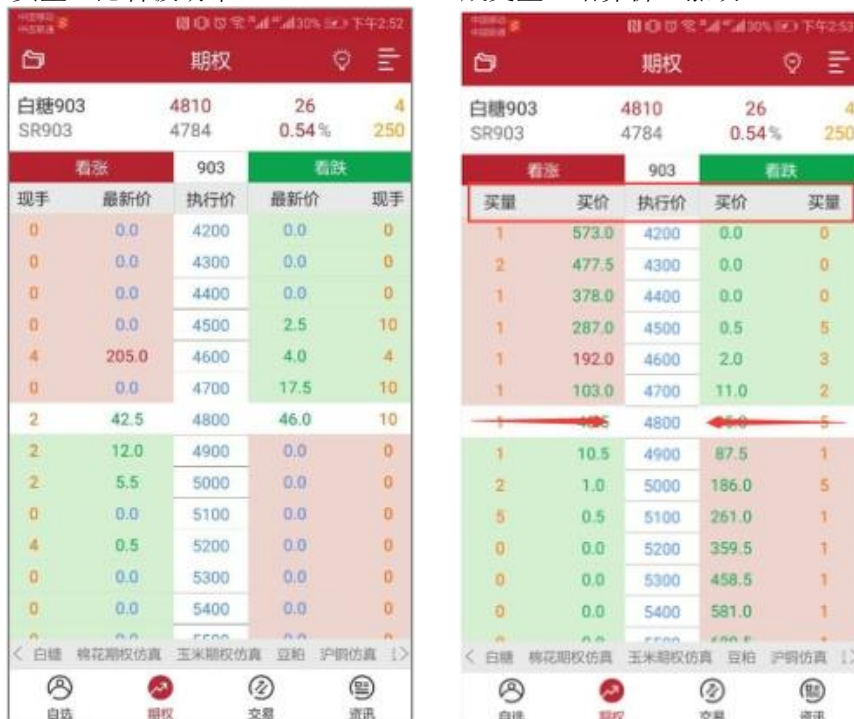 30% 下午2:52
期权
白糖903 4810 26 4
SR903 4784 0.54% 250
看涨 903 看跌
现手 最新价 执行价 最新价 现手
0 0.0 4200 0.0 0
0 0.0 4300 0.0 0
0 0.0 4400 0.0 0
0 0.0 4500 2.5 10
4 205.0 4600 4.0 4
0 0.0 4700 17.5 10
2 42.5 4800 46.0 10
2 12.0 4900 0.0 0
2 5.5 5000 0.0 0
0 0.0 5100 0.0 0
4 0.5 5200 0.0 0
0 0.0 5300 0.0 0
0 0.0 5400 0.0 0
白糖 棉花期权仿真 玉米期权仿真 豆粕 沪铜仿真
自选 期权 交易 资讯
30% 下午2:53
期权
白糖903 4810 26 4
SR903 4784 0.54% 250
看涨 903 看跌
买量 买价 执行价 买价 买量
1 573.0 4200 0.0 0
2 477.5 4300 0.0 0
1 378.0 4400 0.0 0
1 287.0 4500 0.5 5
1 192.0 4600 2.0 3
1 103.0 4700 11.0 2
4800
1 10.5 4900 87.5 1
2 1.0 5000 186.0 5
5 0.5 5100 261.0 1
0 0.0 5200 359.5 1
0 0.0 5300 458.5 1
0 0.0 5400 581.0 1
白糖 棉花期权仿真 玉米期权仿真 豆粕 沪铜仿真
自选 期权 交易 资讯